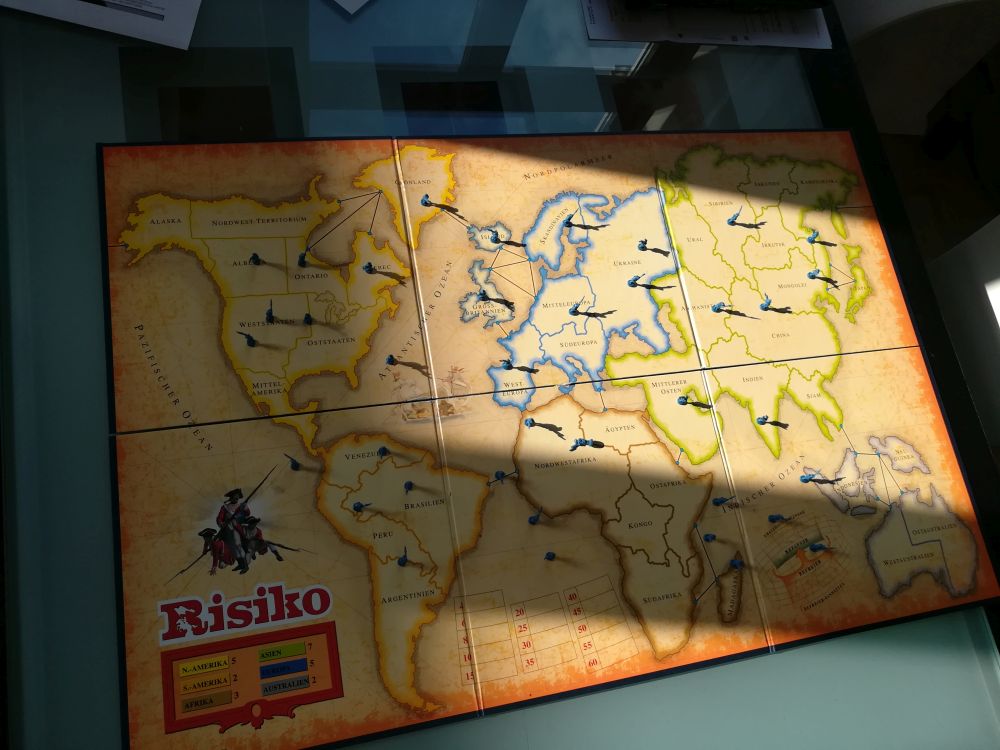 NORDPOLARMEER
GRÖNLAND
ALASKA
NORDWEST-TERRITORIUM
ONTARIO
WESTSTAATEN
OSTSTAATEN
MITTEL-
AMERIKA
PAZIFISCHER OZEAN
ATLANTISCHER OZEAN
ISLAND
SKANDINAVIEN
UKRAINE
GROSS-
BRITANNIEN
MITTELEUROPA
SÜDEUROPA
WEST-
EUROPA
URAL
SIBIRIEN
JAKUTIEN
KAMTSCHATKA
IRKUTSK
MONGOLEI
CHINA
MITTLERER
OSTEN
INDIEN
SIAM
VENEZUELA
BRASILIEN
PERU
ARGENTINIEN
NORDWESTAFRIKA
ÄGYPTEN
OSTAFRIKA
KONGO
SÜDAFRIKA
MADAGASKAR
INDISCHER OZEAN
INDONESIEN
NEU-
GUINEA
OSTAUSTRALIEN
WESTAUSTRALIEN
Risiko
N.-AMERIKA 5
S.-AMERIKA 2
AFRIKA 3
ASIEN 7
EUROPA 5
AUSTRALIEN 2
4
6
8
10
15
20
25
30
35
40
45
50
55
60